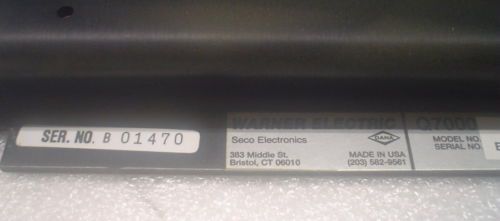 SER. NO. B 01470
WARNER ELECTRIC
Seco Electronics
383 Middle St.
Bristol, CT 06010
DANA
MADE IN USA
(203) 582-9561
Q7000
MODEL NO.
SERIAL NO.